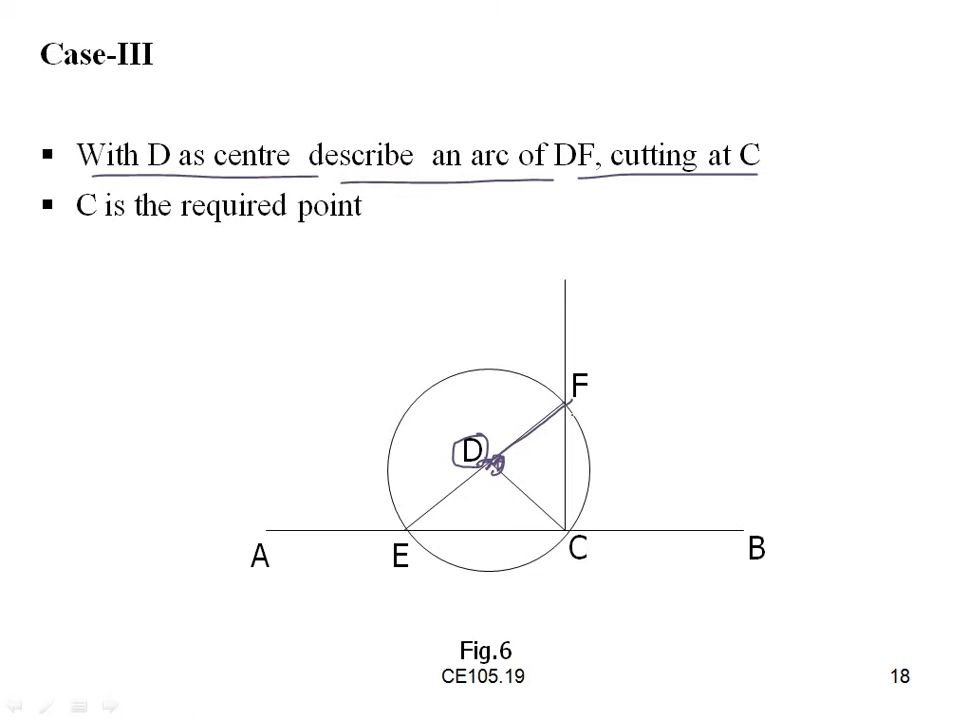 Case-III
▪ With D as centre describe an arc of DF, cutting at C
▪ C is the required point
F
D
A E C B
Fig.6
CE105.19 18